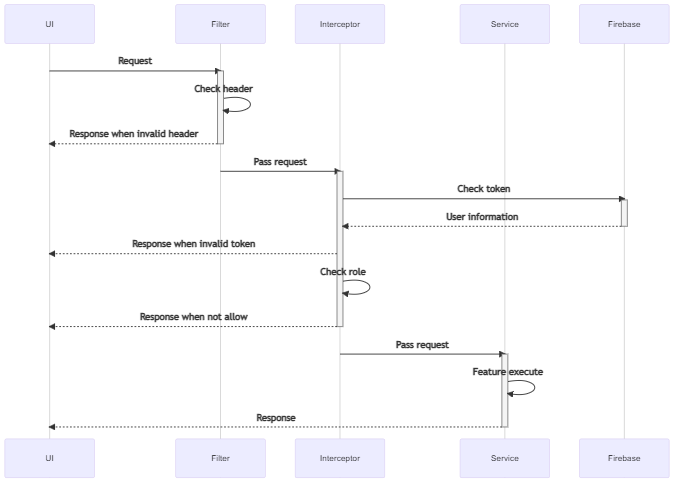 UI
Filter
Interceptor
Service
Firebase
Request
Check header
Response when invalid header
Pass request
Check token
User information
Response when invalid token
Check role
Response when not allow
Pass request
Feature execute
Response
UI
Filter
Interceptor
Service
Firebase